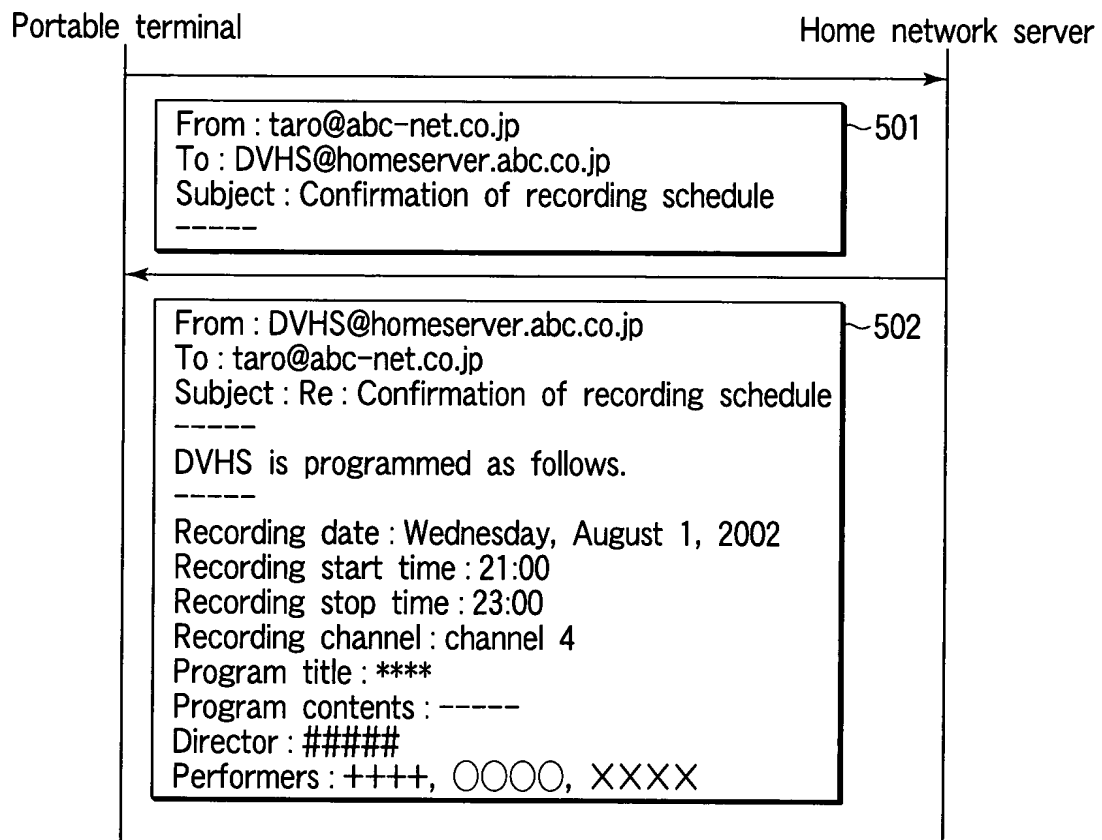 Portable terminal
Home network server
From : taro@abc-net.co.jp
To : DVHS@homeserver.abc.co.jp
Subject : Confirmation of recording schedule
-----
501
From : DVHS@homeserver.abc.co.jp
To : taro@abc-net.co.jp
Subject : Re : Confirmation of recording schedule
-----
DVHS is programmed as follows.
-----
Recording date : Wednesday, August 1, 2002
Recording start time : 21:00
Recording stop time : 23:00
Recording channel : channel 4
Program title : ****
Program contents : -----
Director : #####
Performers : ++++, ○○○○, ××××
502